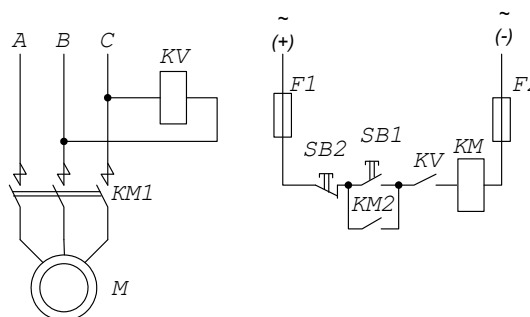 A B C
KV
KM1
M
~ ~
(+) (-)
F1 F2
SB2 SB1 KV KM
KM2